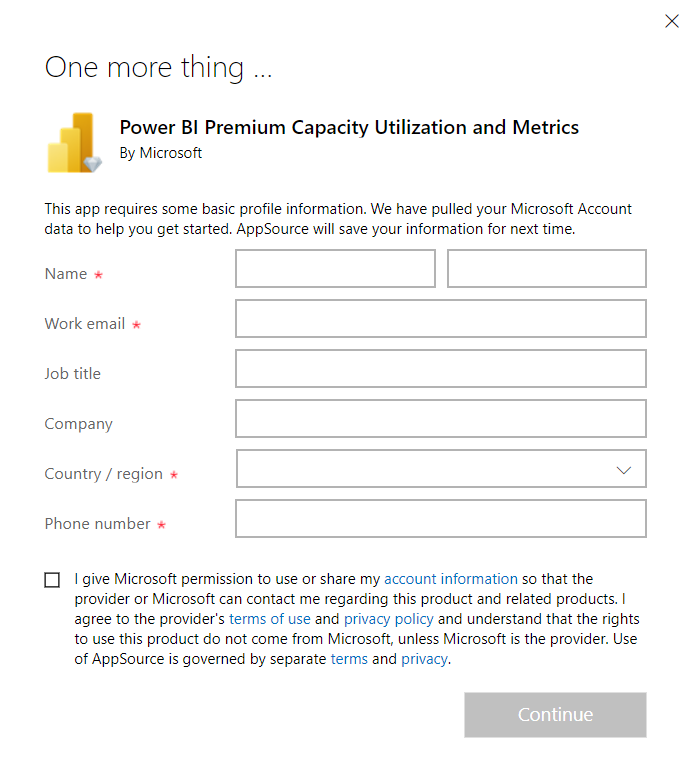 One more thing ...
Power BI Premium Capacity Utilization and Metrics
By Microsoft
This app requires some basic profile information. We have pulled your Microsoft Account
data to help you get started. AppSource will save your information for next time.
Name *
Work email *
Job title
Company
Country / region *
Phone number *
I give Microsoft permission to use or share my account information so that the
provider or Microsoft can contact me regarding this product and related products. I
agree to the provider's terms of use and privacy policy and understand that the rights
to use this product do not come from Microsoft, unless Microsoft is the provider. Use
of AppSource is governed by separate terms and privacy.
Continue